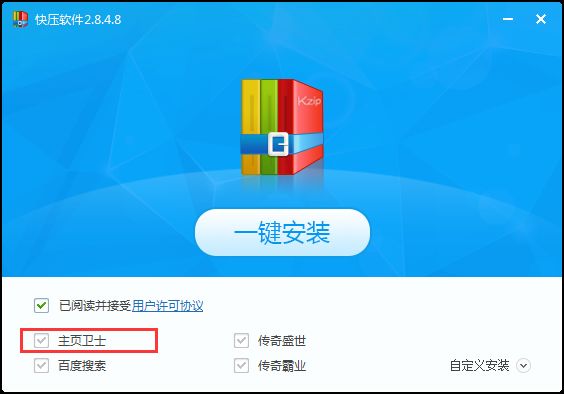 快压软件2.8.4.8
Kzip
一键安装
已阅读并接受用户许可协议
主页卫士 传奇盛世
百度搜索 传奇霸业 自定义安装